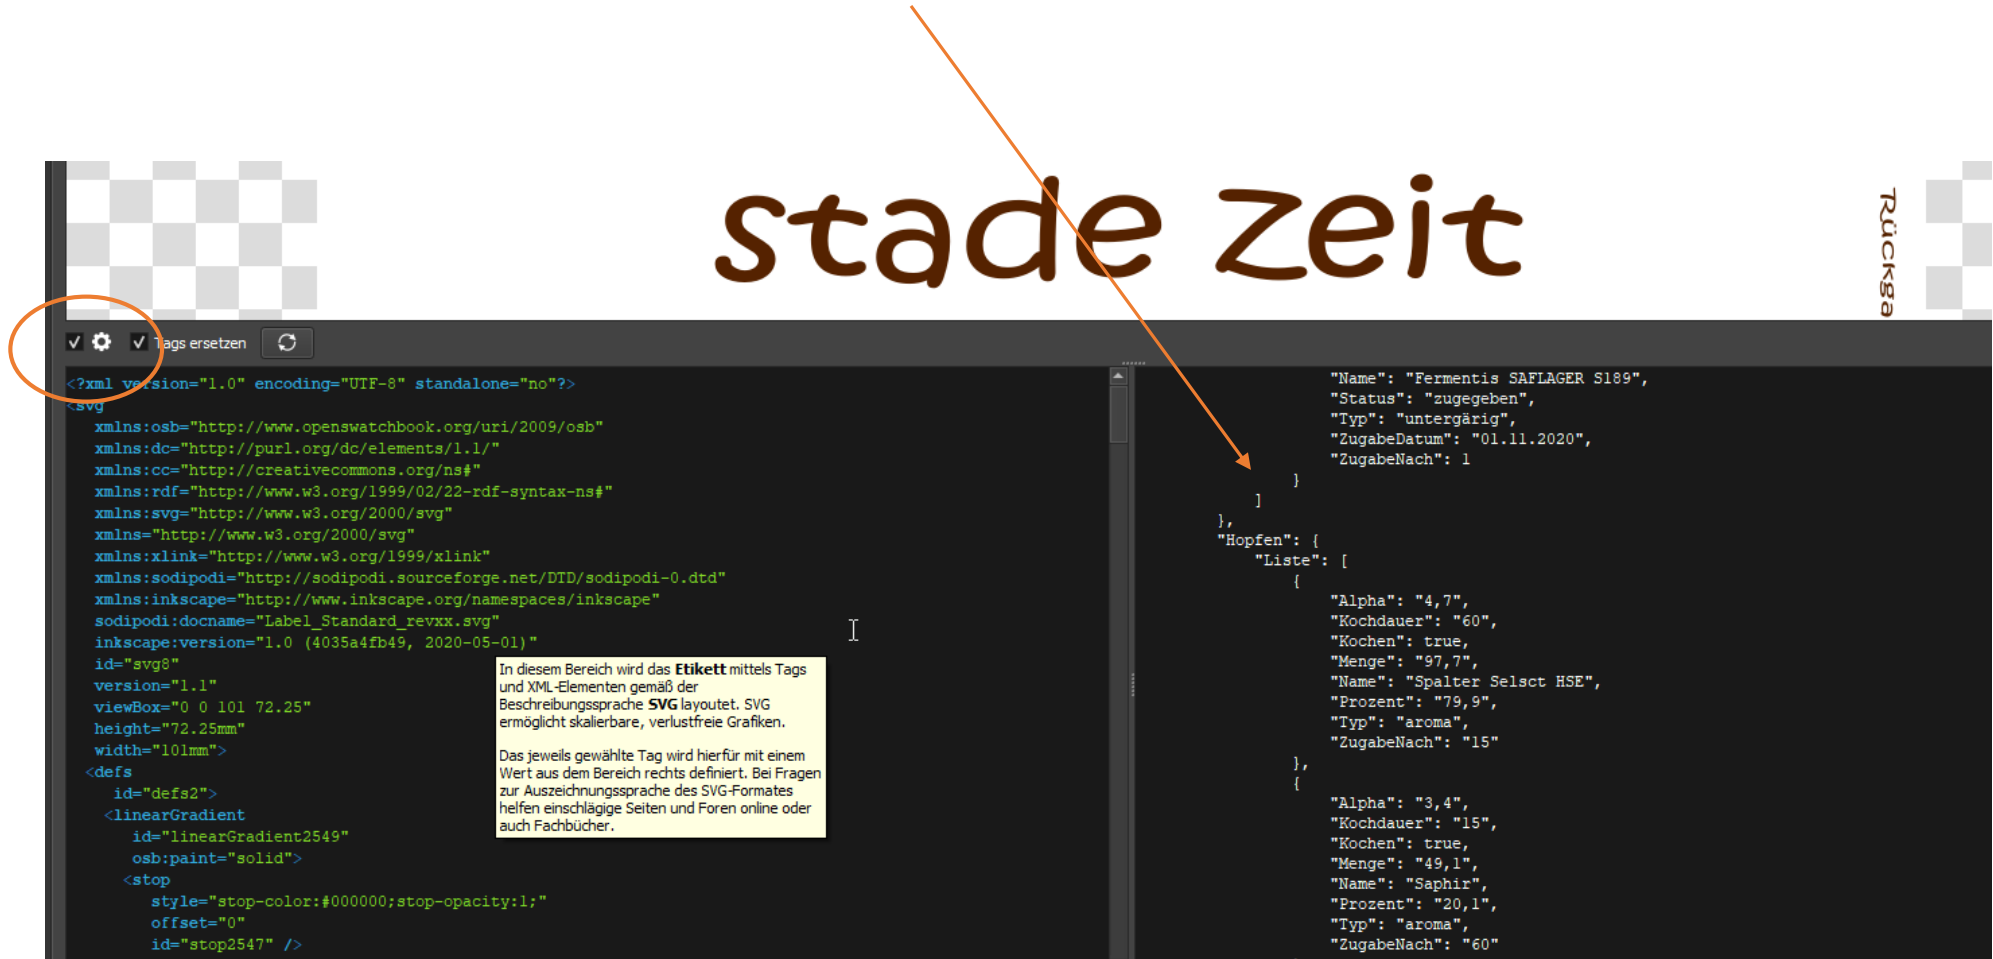 stade zeit
Rückga
Tags ersetzen
<?xml version="1.0" encoding="UTF-8" standalone="no"?>
<svg
xmlns:osb="http://www.openswatchbook.org/uri/2009/osb"
xmlns:dc="http://purl.org/dc/elements/1.1/"
xmlns:cc="http://creativecommons.org/ns#"
xmlns:rdf="http://www.w3.org/1999/02/22-rdf-syntax-ns#"
xmlns:svg="http://www.w3.org/2000/svg"
xmlns="http://www.w3.org/2000/svg"
xmlns:xlink="http://www.w3.org/1999/xlink"
xmlns:sodipodi="http://sodipodi.sourceforge.net/DTD/sodipodi-0.dtd"
xmlns:inkscape="http://www.inkscape.org/namespaces/inkscape"
sodipodi:docname="Label_Standard_revxx.svg"
inkscape:version="1.0 (4035a4fb49, 2020-05-01)"
id="svg8"
version="1.1"
viewBox="0 0 101 72.25"
height="72.25mm"
width="101mm">
<defs
id="defs2">
<linearGradient
id="linearGradient2549"
osb:paint="solid">
<stop
style="stop-color:#000000;stop-opacity:1;"
offset="0"
id="stop2547" />
In diesem Bereich wird das Etikett mittels Tags
und XML-Elementen gemäß der
Beschreibungssprache SVG layoutet. SVG
ermöglicht skalierbare, verlustfreie Grafiken.
Das jeweils gewählte Tag wird hierfür mit einem
Wert aus dem Bereich rechts definiert. Bei Fragen
zur Auszeichnungssprache des SVG-Formates
helfen einschlägige Seiten und Foren online oder
auch Fachbücher.
"Name": "Fermentis SAFLAGER S189",
"Status": "zugegeben",
"Typ": "untergärig",
"ZugabeDatum": "01.11.2020",
"ZugabeNach": 1
}
]
},
"Hopfen": {
"Liste": [
{
"Alpha": "4,7",
"Kochdauer": "60",
"Kochen": true,
"Menge": "97,7",
"Name": "Spalter Selsct HSE",
"Prozent": "79,9",
"Typ": "aroma",
"ZugabeNach": "15"
},
{
"Alpha": "3,4",
"Kochdauer": "15",
"Kochen": true,
"Menge": "49,1",
"Name": "Saphir",
"Prozent": "20,1",
"Typ": "aroma",
"ZugabeNach": "60"